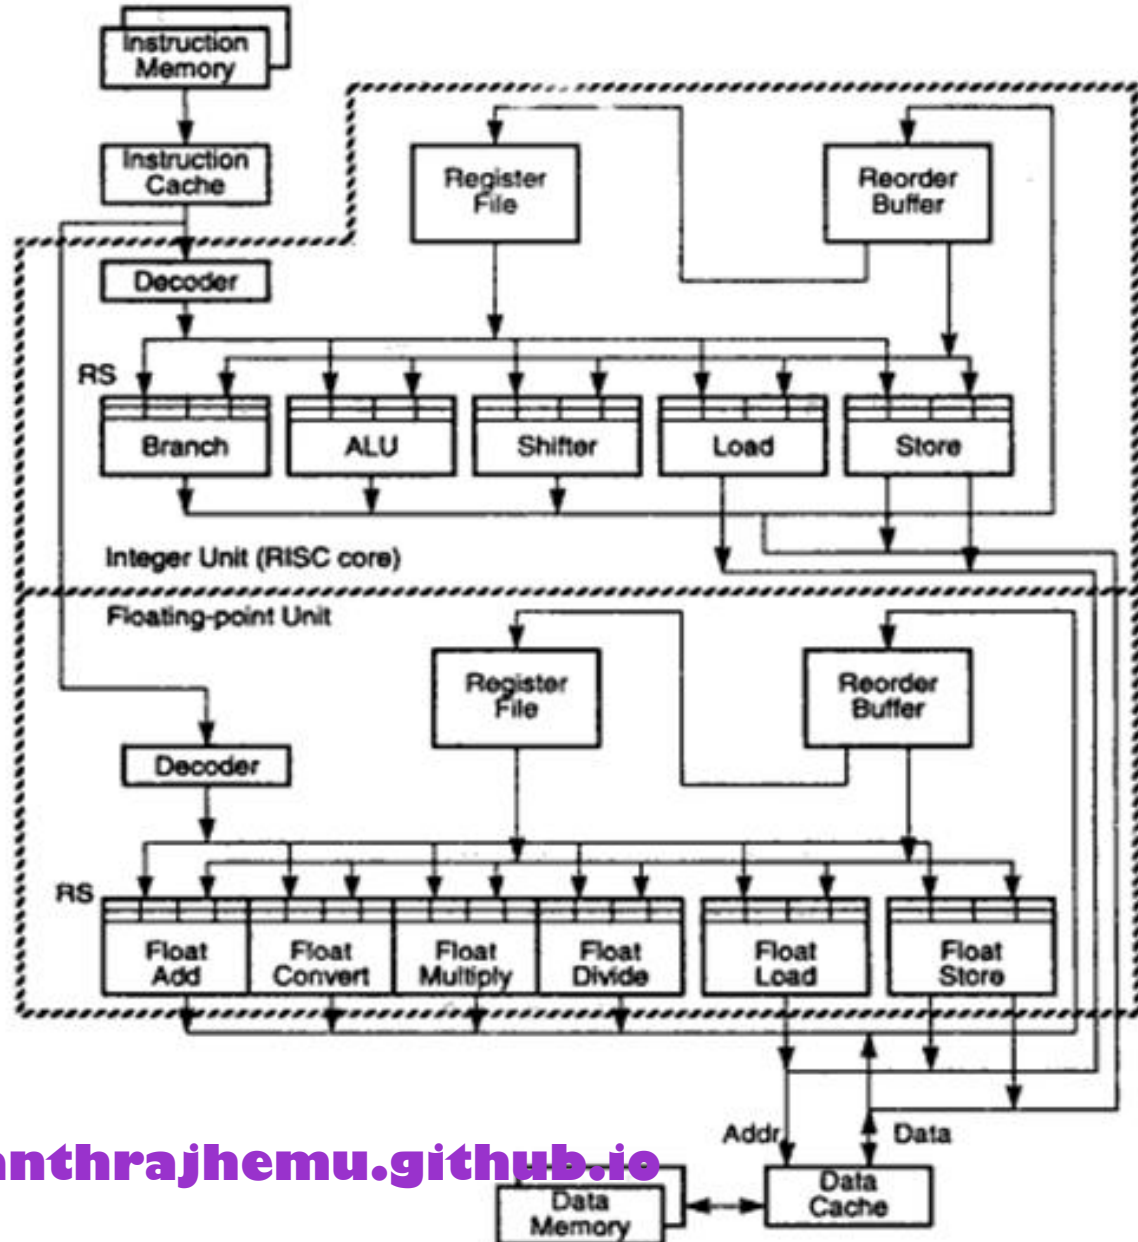 Instruction
Memory
Instruction
Cache
Register
File
Reorder
Buffer
Decoder
RS
Branch
ALU
Shifter
Load
Store
Integer Unit (RISC core)
Floating-point Unit
Register
File
Reorder
Buffer
Decoder
RS
Float
Add
Float
Convert
Float
Multiply
Float
Divide
Float
Load
Float
Store
Addr
Data
anthrajhemu.github.io
Data
Memory
Data
Cache